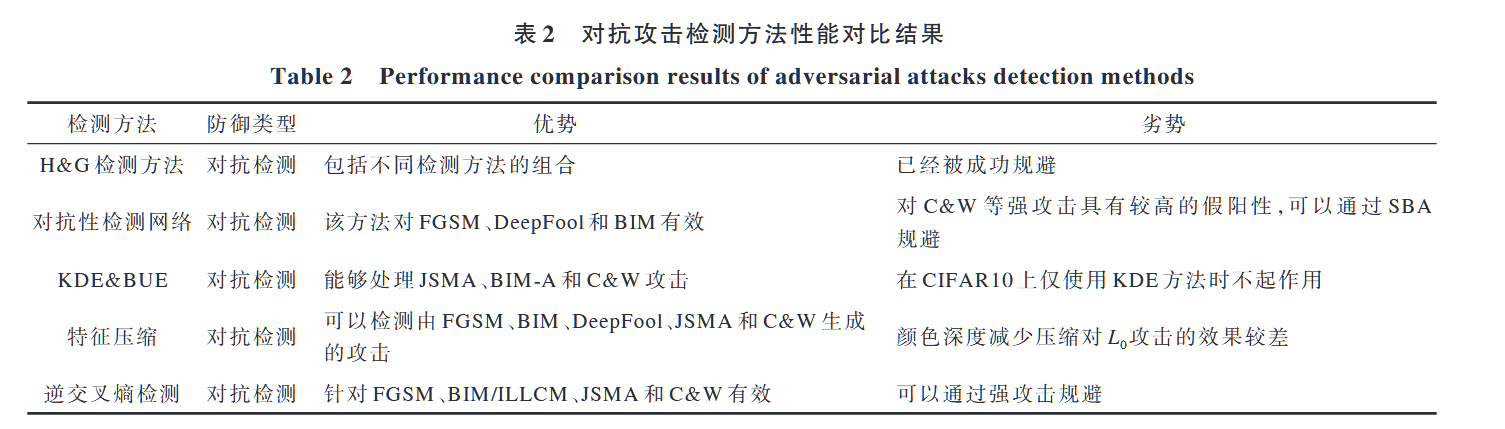 表2 对抗攻击检测方法性能对比结果
Table 2 Performance comparison results of adversarial attacks detection methods
检测方法 防御类型 优势 劣势
H&G检测方法 对抗检测 包括不同检测方法的组合 已经被成功规避
对抗性检测网络 对抗检测 该方法对FGSM、DeepFool和BIM有效 对C&W等强攻击具有较高的假阳性,可以通过SBA
规避
KDE&BUE 对抗检测 能够处理JSMA、BIM-A和C&W攻击 在CIFAR10上仅使用KDE方法时不起作用
特征压缩 对抗检测 可以检测由FGSM、BIM、DeepFool、JSMA和C&W生成
的攻击 颜色深度减少压缩对L0攻击的效果较差
逆交叉熵检测 对抗检测 针对FGSM、BIM/ILLCM、JSMA和C&W有效 可以通过强攻击规避